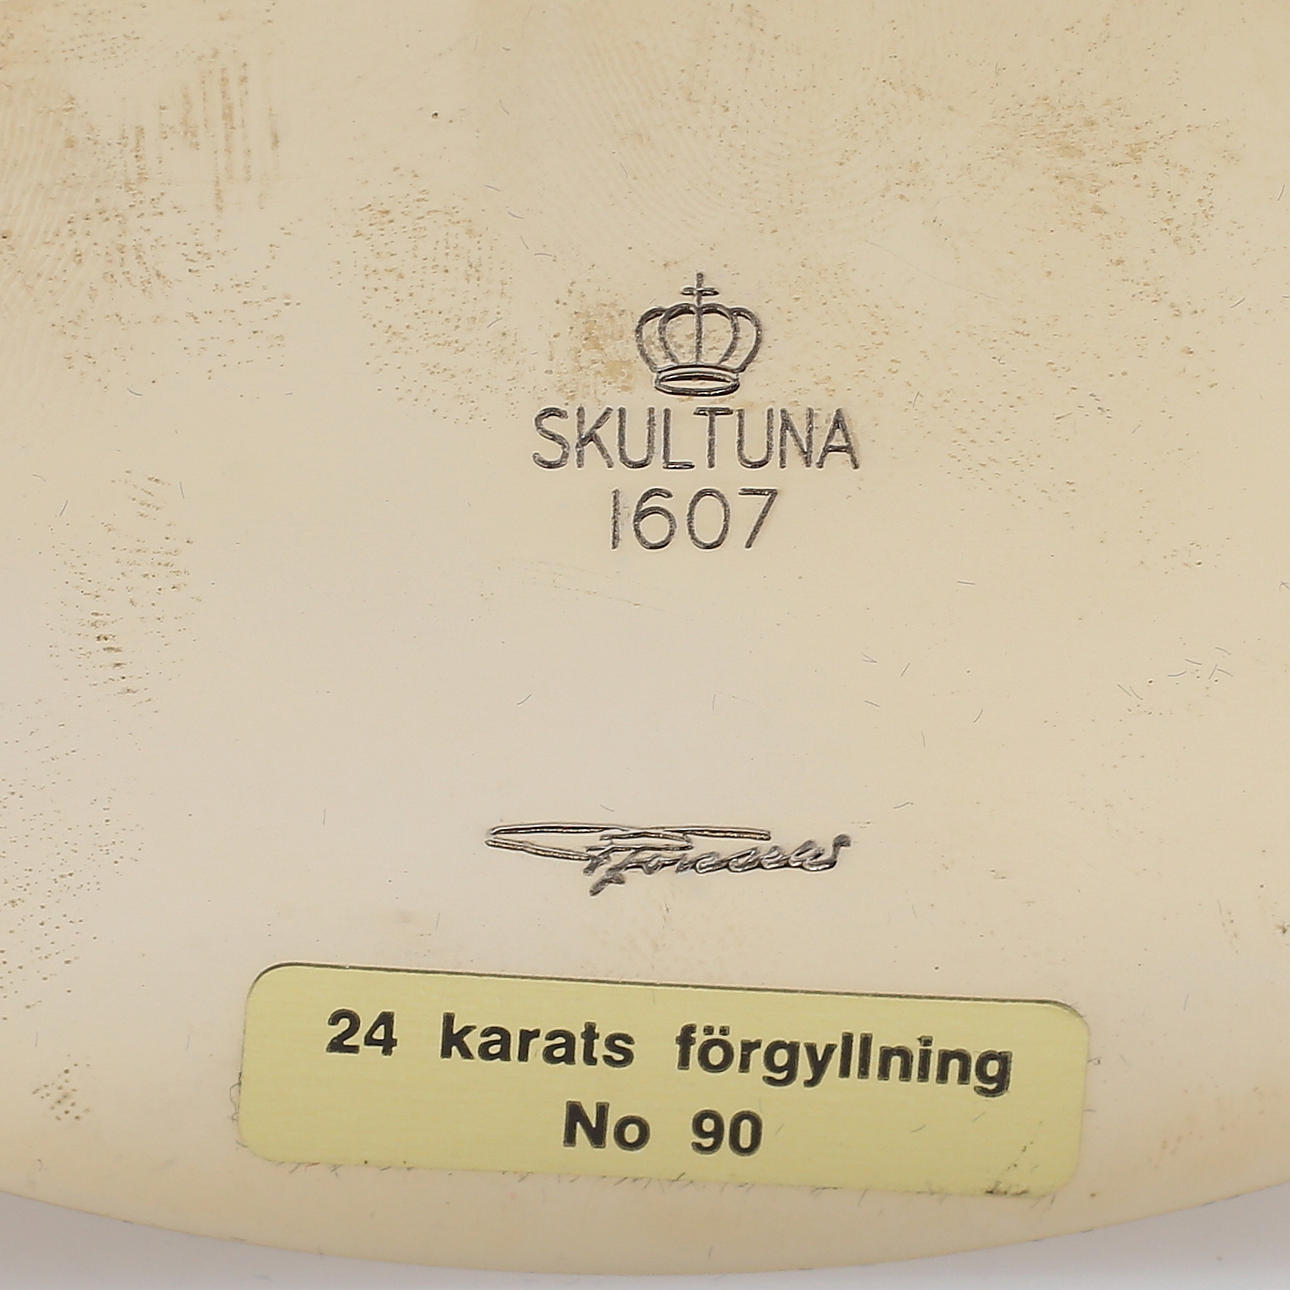 SKULTUNA
1607
24 karats förgyllning
No 90